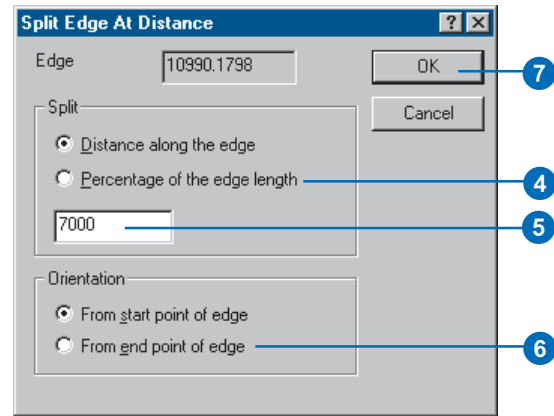 Split Edge At Distance
Edge 10990.1798 OK 7
Split Cancel
Distance along the edge
Percentage of the edge length 4
7000 5
Orientation
From start point of edge
From end point of edge 6